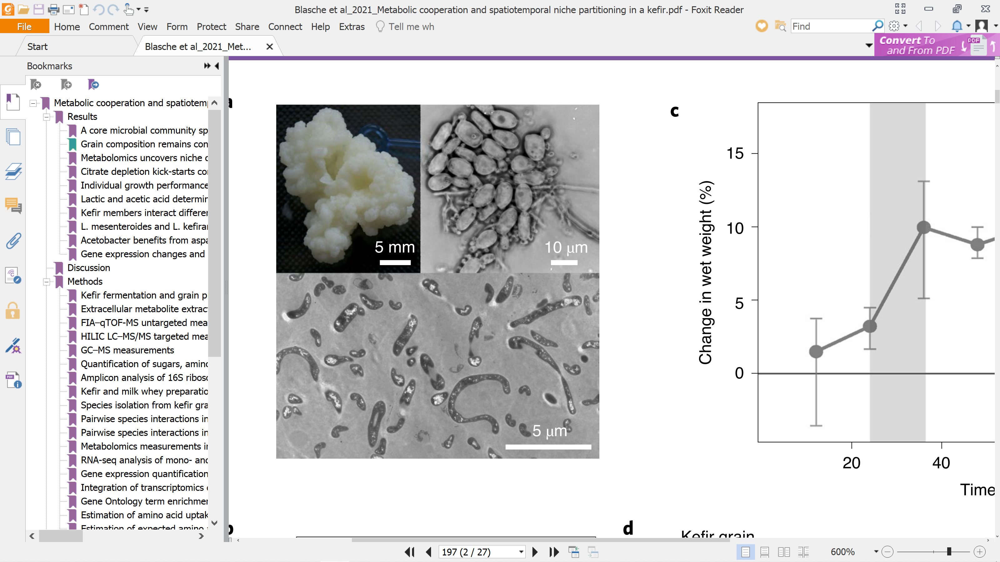 Blasche et al_2021_Metabolic cooperation and spatiotemporal niche partitioning in a kefir.pdf - Foxit Reader
File Home Comment View Form Protect Share Connect Help Extras Tell me wh
Find
Start
Blasche et al_2021_Met...
Convert To
and From PDF
PDF
Bookmarks
Metabolic cooperation and spatiotem
Results
A core microbial community sp
Grain composition remains con
Metabolomics uncovers niche
Citrate depletion kick-starts co
Individual growth performance
Lactic and acetic acid determin
Kefir members interact differe
L. mesenteroides and L. kefira
Acetobacter benefits from aspa
Gene expression changes and
Discussion
Methods
Kefir fermentation and grain p
Extracellular metabolite extrac
FIA–qTOF-MS untargeted mea
HILIC LC–MS/MS targeted mea
GC–MS measurements
Quantification of sugars, amino
Amplicon analysis of 16S riboso
Kefir and milk whey preparatio
Species isolation from kefir gra
Pairwise species interactions in
Pairwise species interactions in
Metabolomics measurements i
RNA-seq analysis of mono- and
Gene expression quantification
Integration of transcriptomics
Gene Ontology term enrichme
Estimation of amino acid uptak
Estimation of expected amino
a
5 mm
10 µm
5 µm
c
Change in wet weight (%)
15
10
5
0
20
40
Time
b
d
Kefir grain
197 (2 / 27)
600%